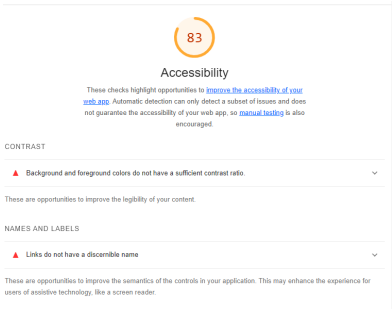 83
Accessibility
These checks highlight opportunities to improve the accessibility of your
web app. Automatic detection can only detect a subset of issues and does
not guarantee the accessibility of your web app, so manual testing is also
encouraged.
CONTRAST
Background and foreground colors do not have a sufficient contrast ratio.
These are opportunities to improve the legibility of your content.
NAMES AND LABELS
Links do not have a discernible name
These are opportunities to improve the semantics of the controls in your application. This may enhance the experience for
users of assistive technology, like a screen reader.